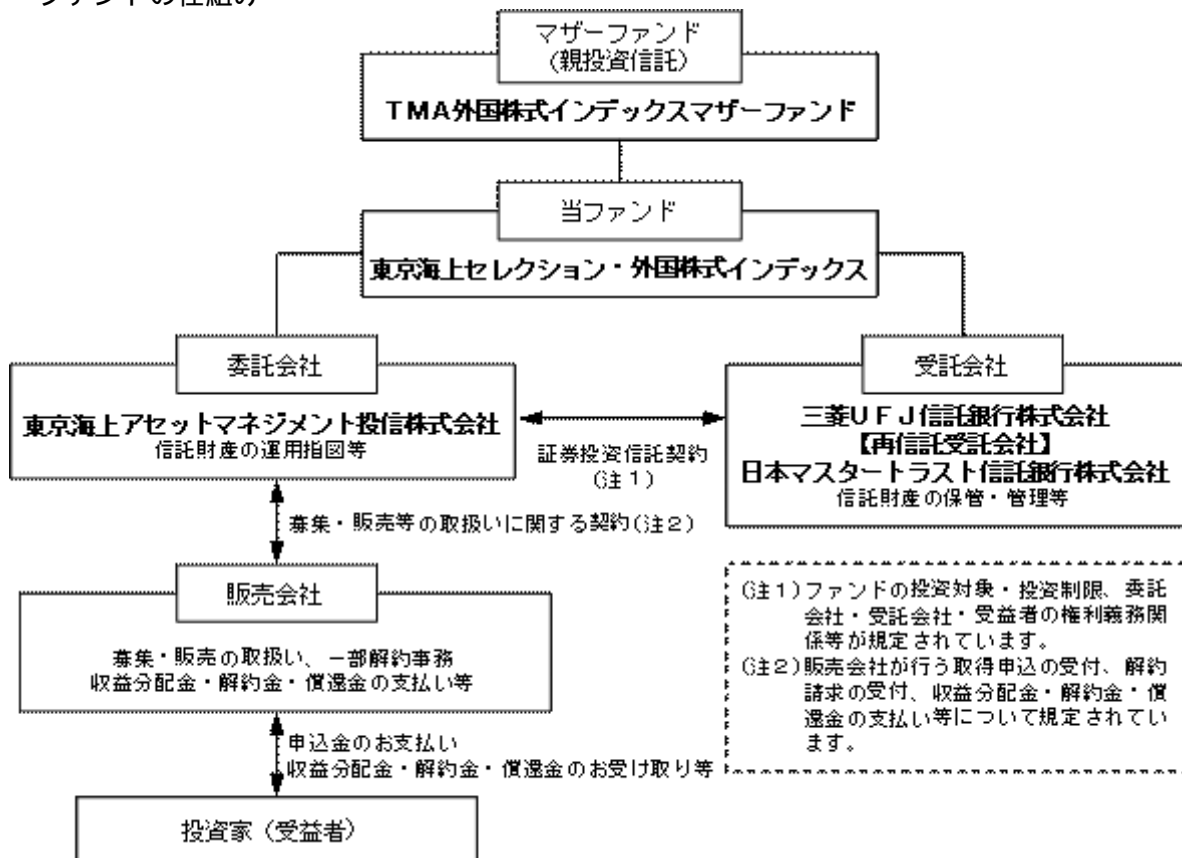 ファンドの仕組み
マザーファンド
(親投資信託)
TMA外国株式インデックスマザーファンド
当ファンド
東京海上セレクション・外国株式インデックス
委託会社
東京海上アセットマネジメント投信株式会社
信託財産の運用指図等
証券投資信託契約
(注1)
受託会社
三菱UFJ信託銀行株式会社
【再信託受託会社】
日本マスタートラスト信託銀行株式会社
信託財産の保管・管理等
募集・販売等の取扱いに関する契約(注2)
販売会社
募集・販売の取扱い、一部解約事務
収益分配金・解約金・償還金の支払い等
(注1)ファンドの投資対象・投資制限、委託
会社・受託会社・受益者の権利義務関
係等が規定されています。
(注2)販売会社が行う取得申込の受付、解約
請求の受付、収益分配金・解約金・償
還金の支払い等について規定されてい
ます。
申込金のお支払い
収益分配金・解約金・償還金のお受け取り等
投資家(受益者)